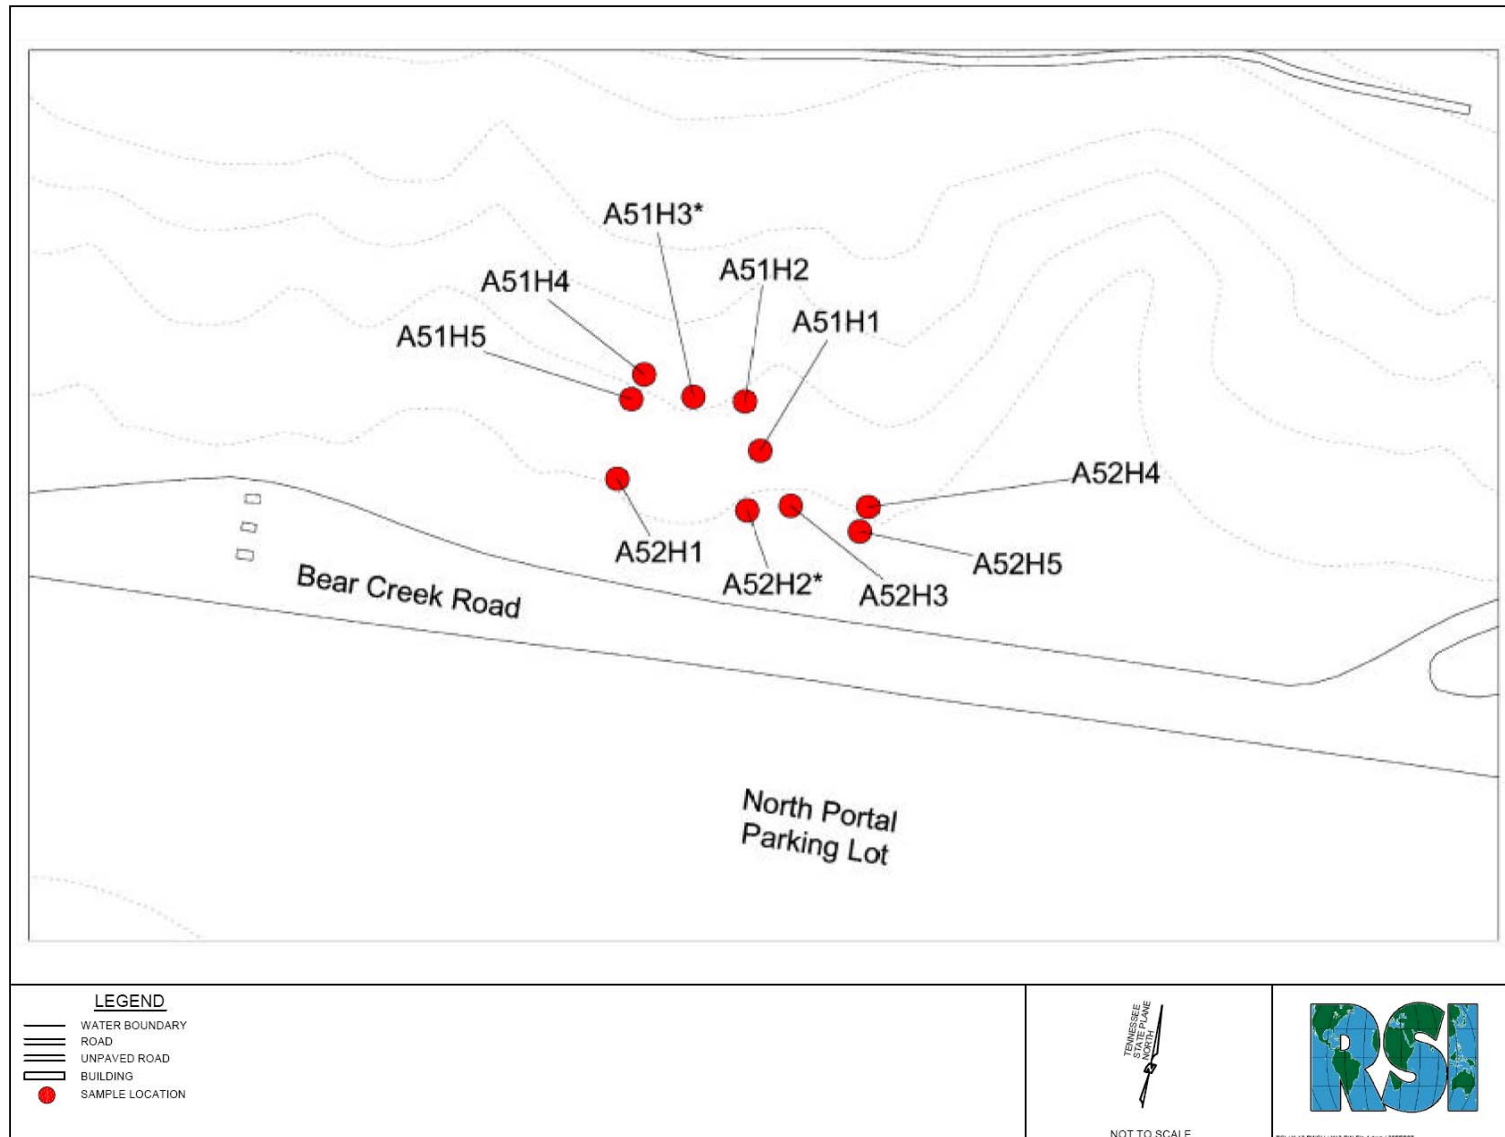 A51H3*
A51H2
A51H4
A51H1
A51H5
A52H4
A52H1
A52H5
A52H2*
A52H3
Bear Creek Road
North Portal
Parking Lot
LEGEND
WATER BOUNDARY
ROAD
UNPAVED ROAD
BUILDING
SAMPLE LOCATION
TENNESSEE
STATE PLANE
NORTH
N
NOT TO SCALE
RSI